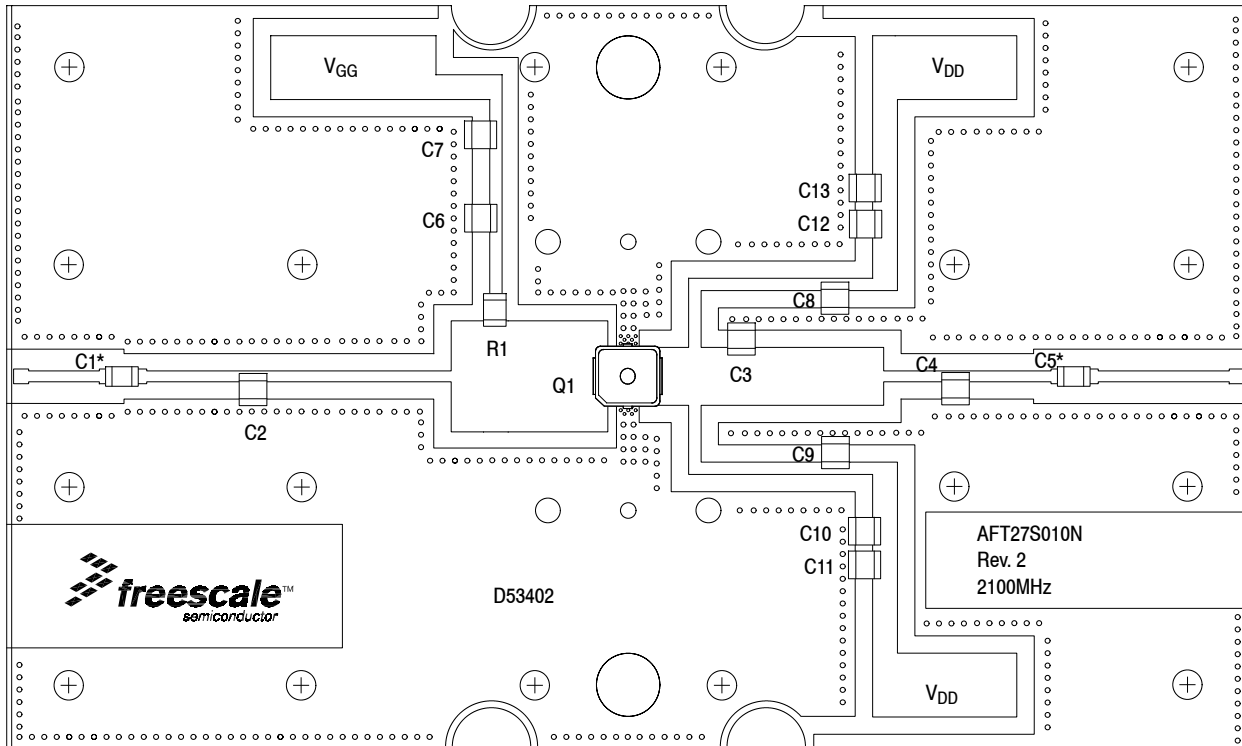 VGG
VDD
C7
C13
C6
C12
C8
R1
C1*
C3
C4
C5*
Q1
C2
C9
C10
C11
AFT27S010N
Rev. 2
2100MHz
freescale™
semiconductor
D53402
VDD